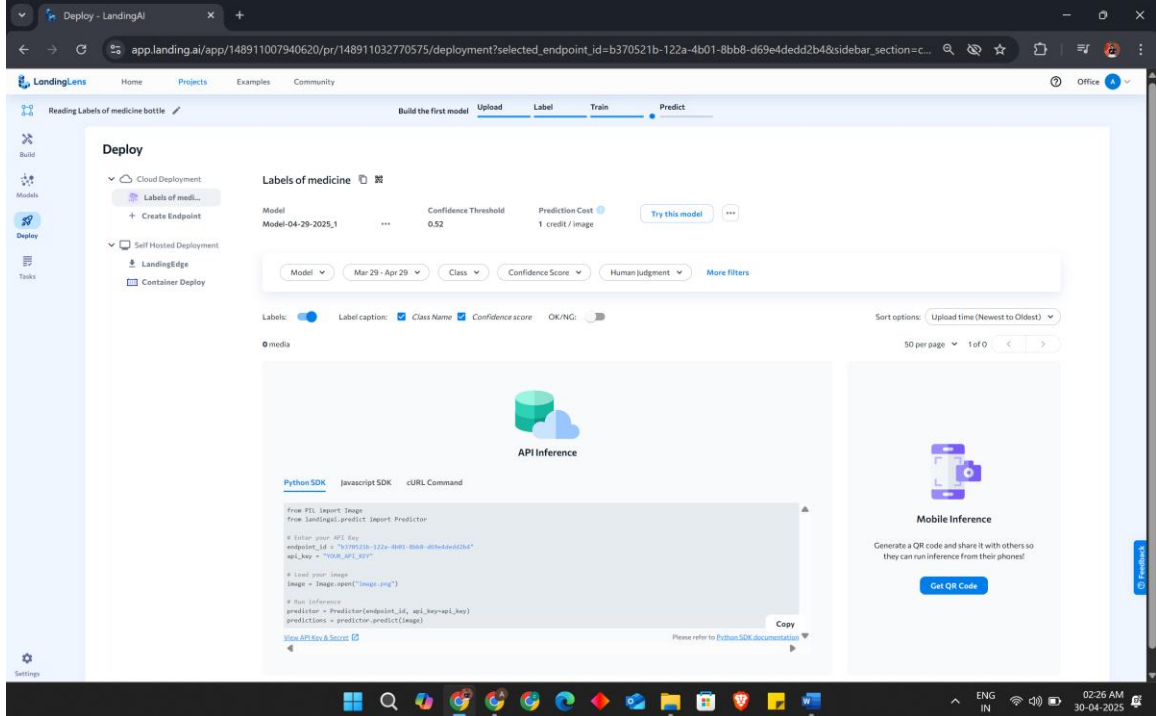 Deploy - LandingAI
app.landing.ai/app/148911007940620/pr/148911032770575/deployment?selected_endpoint_id=b370521b-122a-4b01-8bb8-d69e4dedd2b4&sidebar_section=c...
LandingLens Home Projects Examples Community Office A
Reading Labels of medicine bottle Build the first model Upload Label Train Predict
Build
Models
Deploy
Tasks
Settings
Deploy
Cloud Deployment
Labels of medi...
+ Create Endpoint
Self Hosted Deployment
LandingEdge
Container Deploy
Labels of medicine
Model Confidence Threshold Prediction Cost
Model-04-29-2025_1 ... 0.52 1 credit / image Try this model ...
Model Mar 29 - Apr 29 Class Confidence Score Human Judgment More filters
Labels: Label caption: Class Name Confidence score OK/NG: Sort options: Upload time (Newest to Oldest)
0 media 50 per page 1 of 0
API Inference
Python SDK Javascript SDK cURL Command
from PIL import Image
from landingai.predict import Predictor
# Enter your API Key
endpoint_id = "b370521b-122a-4b01-8bb8-d69e4dedd2b4"
api_key = "YOUR_API_KEY"
# Load your image
image = Image.open("image.png")
# Run inference
predictor = Predictor(endpoint_id, api_key=api_key)
predictions = predictor.predict(image)
Copy
View API Key & Secret Please refer to Python SDK documentation
Mobile Inference
Generate a QR code and share it with others so
they can run inference from their phones!
Get QR Code
Feedback
ENG
IN
02:26 AM
30-04-2025